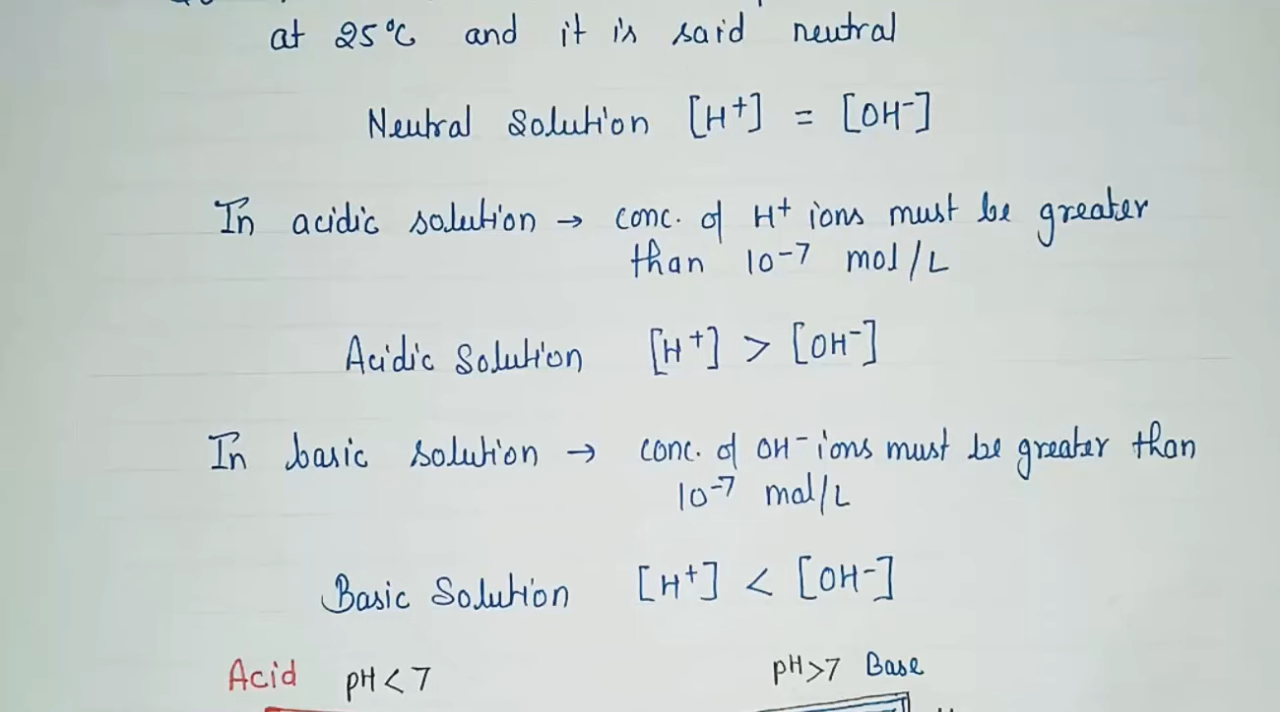 at 25°C and it is said neutral
Neutral Solution [H+] = [OH-]
In acidic solution → conc. of H+ ions must be greater
than 10-7 mol/L
Acidic Solution [H+] > [OH-]
In basic solution → conc. of OH- ions must be greater than
10-7 mol/L
Basic Solution [H+] < [OH-]
Acid pH < 7
pH>7 Base